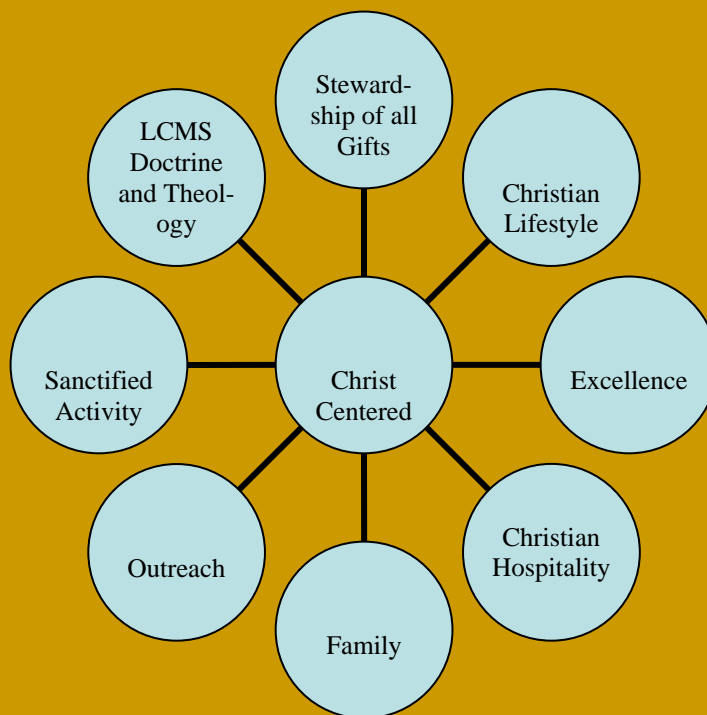 Steward-
ship of all
Gifts
LCMS
Doctrine
and Theol-
ogy
Christian
Lifestyle
Sanctified
Activity
Christ
Centered
Excellence
Outreach
Christian
Hospitality
Family